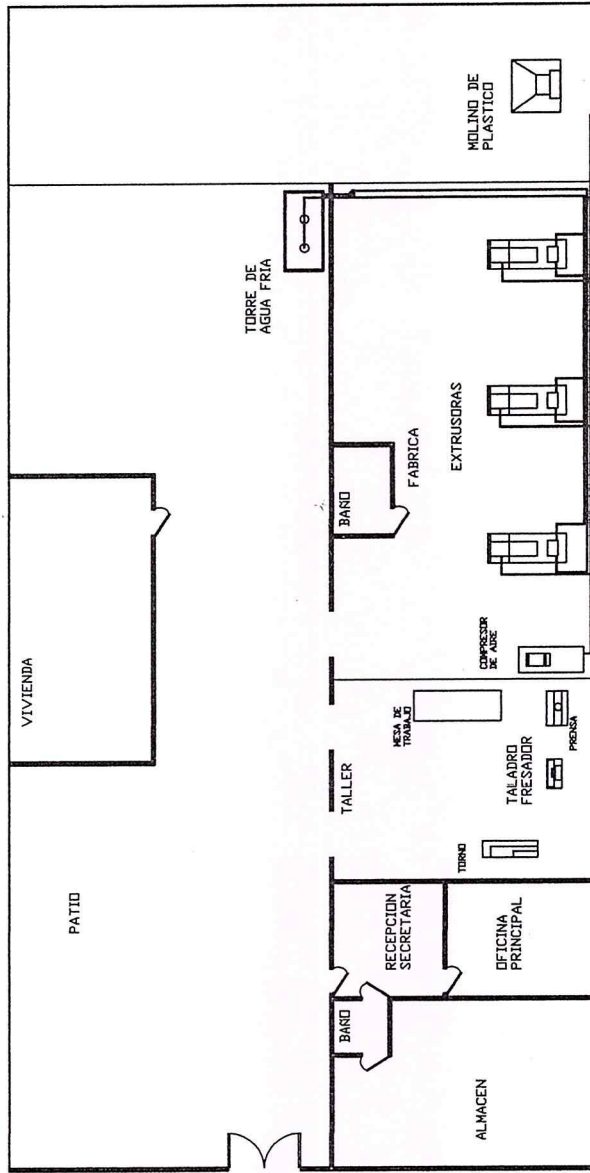 VIVIENDA
PATIO
TORRE DE
AGUA FRIA
MOLINO DE
PLASTICO
BAÑO
FABRICA
EXTRUSORAS
COMPRESOR
DE AIRE
MESA DE
TRABAJO
TALLER
TALADRO
FRESADOR
PRENSA
TORNO
RECEPCION
SECRETARIA
OFICINA
PRINCIPAL
BAÑO
ALMACEN